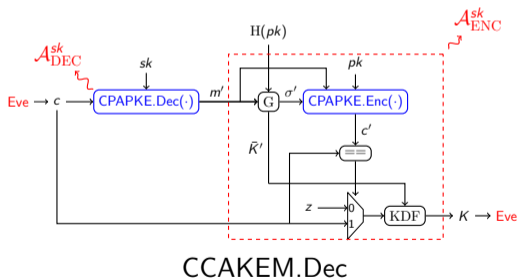 H(pk)
𝒜^sk_ENC
𝒜^sk_DEC
sk
pk
Eve → c
CPAPKE.Dec(·)
m′
G
σ′
CPAPKE.Enc(·)
c′
K̄′
==
z
0
1
KDF
K → Eve
CCAKEM.Dec